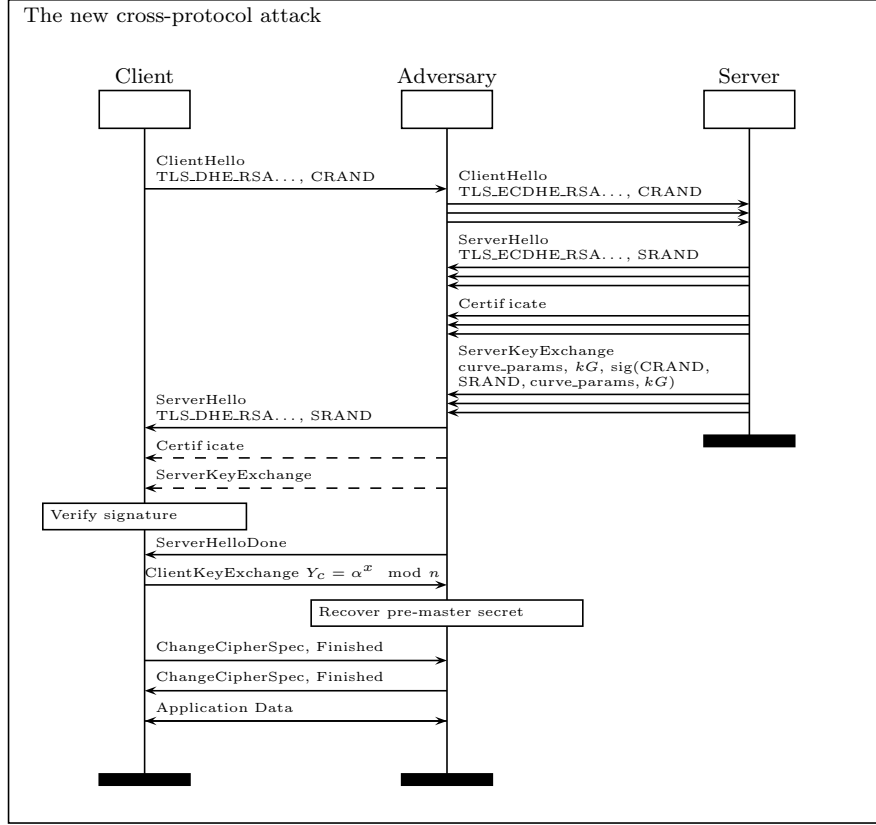 The new cross-protocol attack
Client
Adversary
Server
ClientHello
TLS_DHE_RSA..., CRAND
ClientHello
TLS_ECDHE_RSA..., CRAND
ServerHello
TLS_ECDHE_RSA..., SRAND
Certificate
ServerKeyExchange
curve_params, kG, sig(CRAND,
SRAND, curve_params, kG)
ServerHello
TLS_DHE_RSA..., SRAND
Certificate
ServerKeyExchange
Verify signature
ServerHelloDone
ClientKeyExchange Y_c = α^x mod n
Recover pre-master secret
ChangeCipherSpec, Finished
ChangeCipherSpec, Finished
Application Data